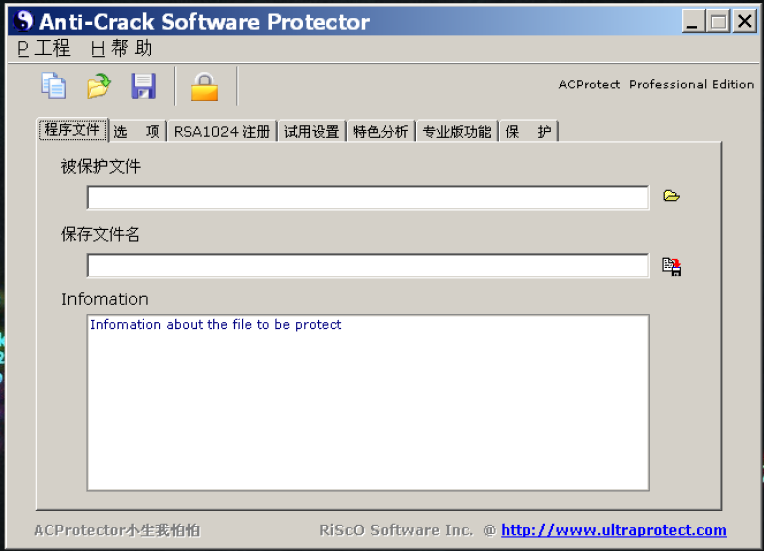 Anti-Crack Software Protector
P 工程 H 帮 助
ACProtect Professional Edition
程序文件 选 项 RSA1024 注册 试用设置 特色分析 专业版功能 保 护
被保护文件
保存文件名
Infomation
Infomation about the file to be protect
ACProtector小生我怕怕 RiScO Software Inc. @ http://www.ultraprotect.com